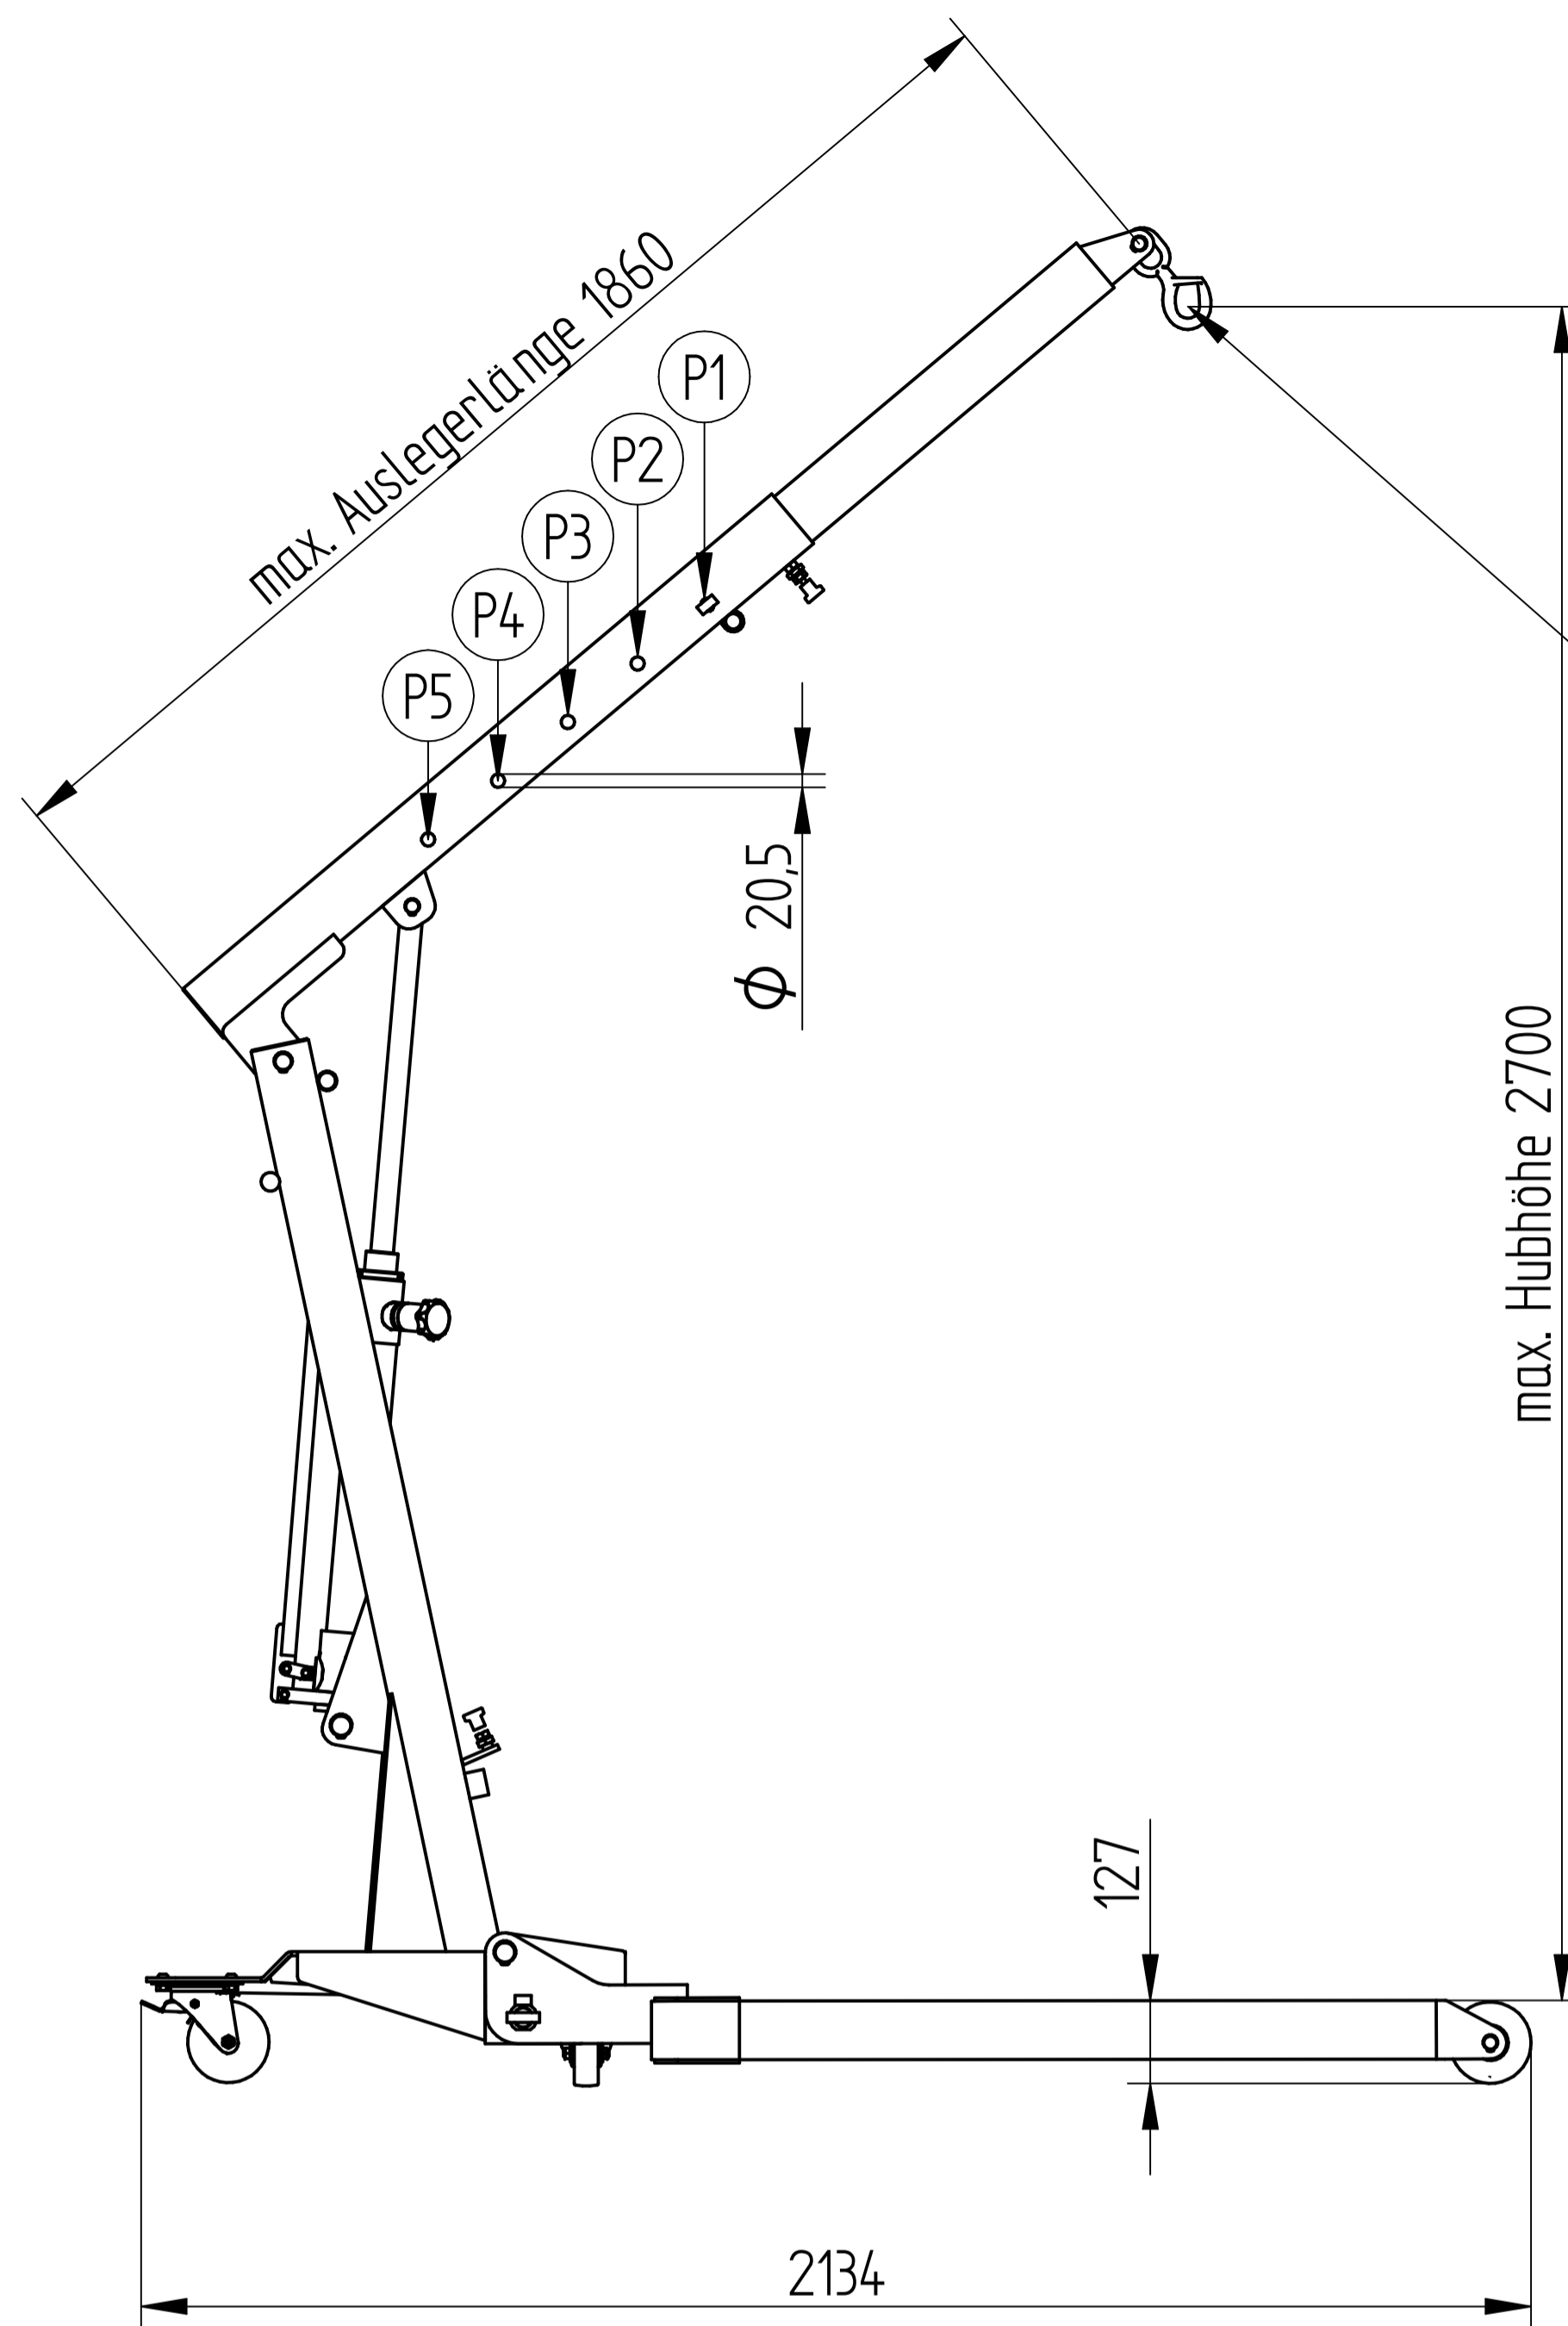 max. Auslegerlänge 1860
P1
P2
P3
P4
P5
ϕ 20,5
max. Hubhöhe 2700
127
2134